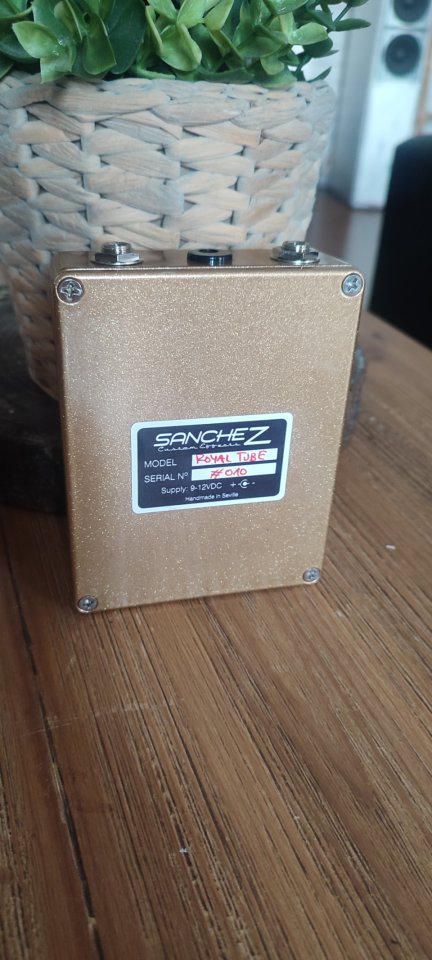 SANCHEZ
Custom Effects
MODEL ROYAL TUBE
SERIAL Nº #010
Supply: 9-12VDC + -
Handmade in Seville